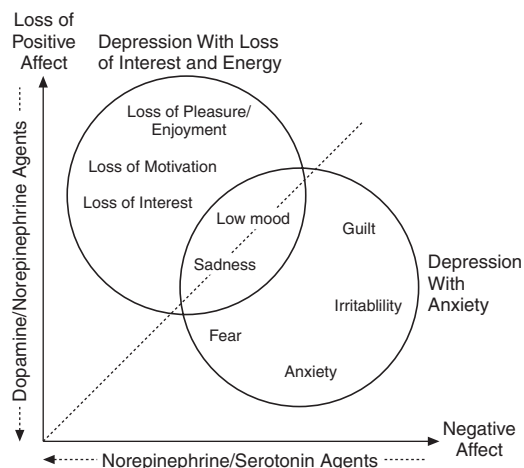 Loss of
Positive
Affect
Depression With Loss
of Interest and Energy
Loss of Pleasure/
Enjoyment
Loss of Motivation
Loss of Interest
Low mood
Sadness
Guilt
Irritablility
Fear
Anxiety
Depression
With
Anxiety
Dopamine/Norepinephrine Agents
Negative
Affect
Norepinephrine/Serotonin Agents